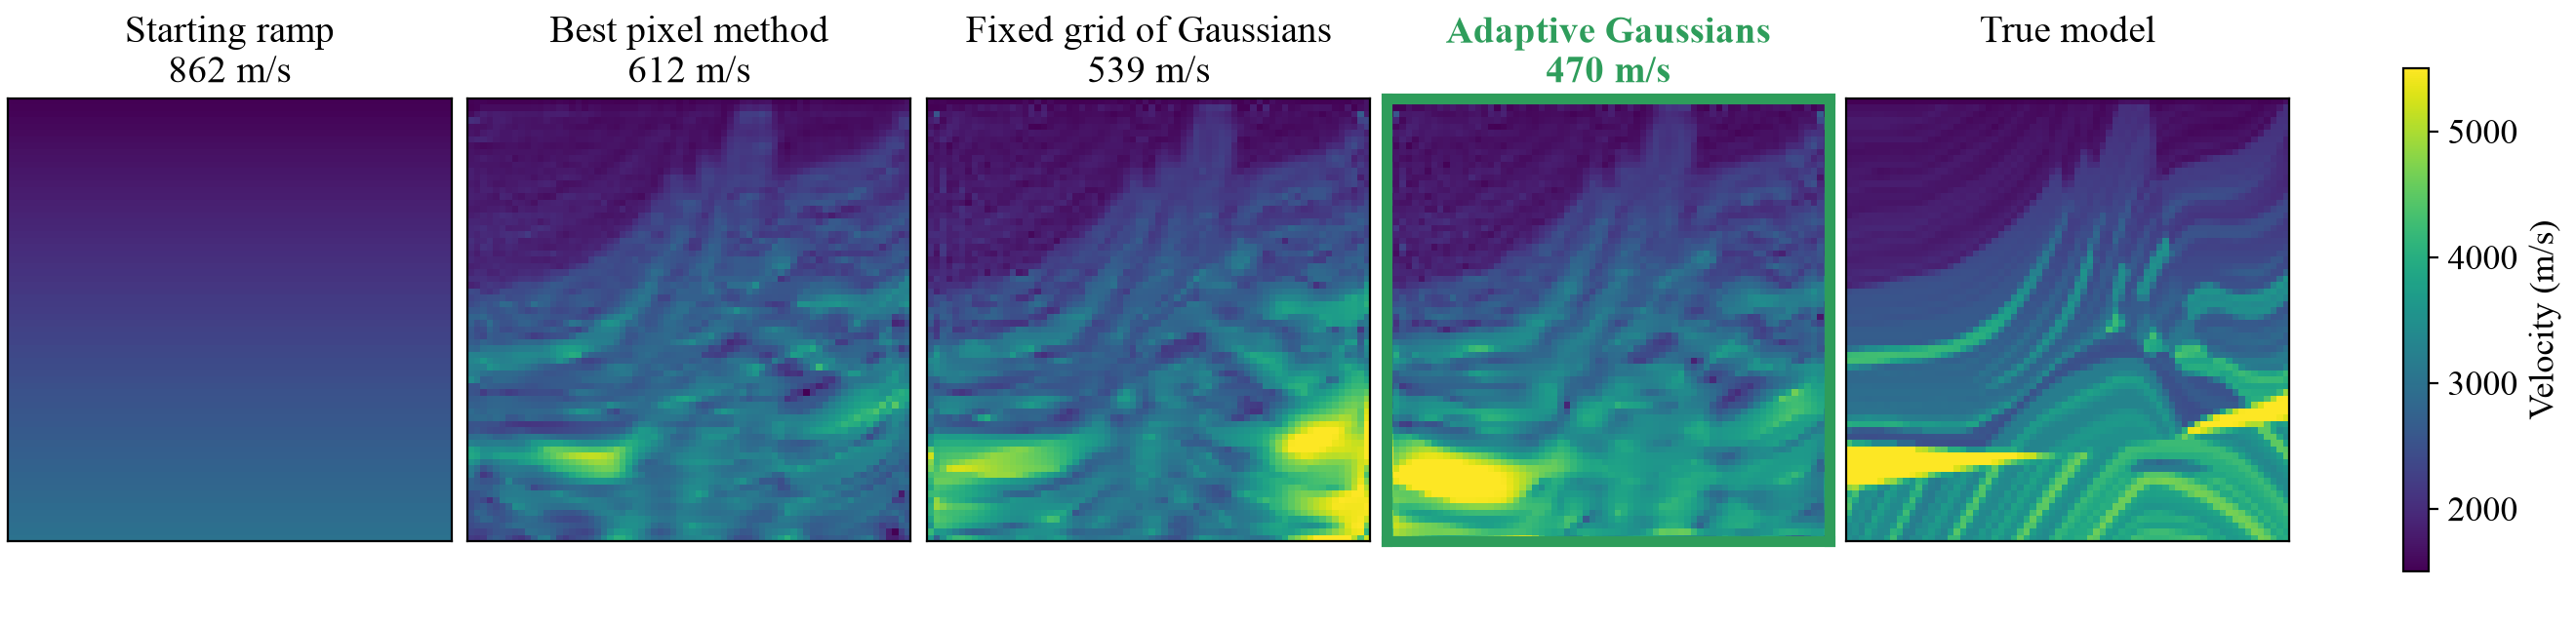 Starting ramp
862 m/s
Best pixel method
612 m/s
Fixed grid of Gaussians
539 m/s
Adaptive Gaussians
470 m/s
True model
5000
4000
3000
2000
Velocity (m/s)